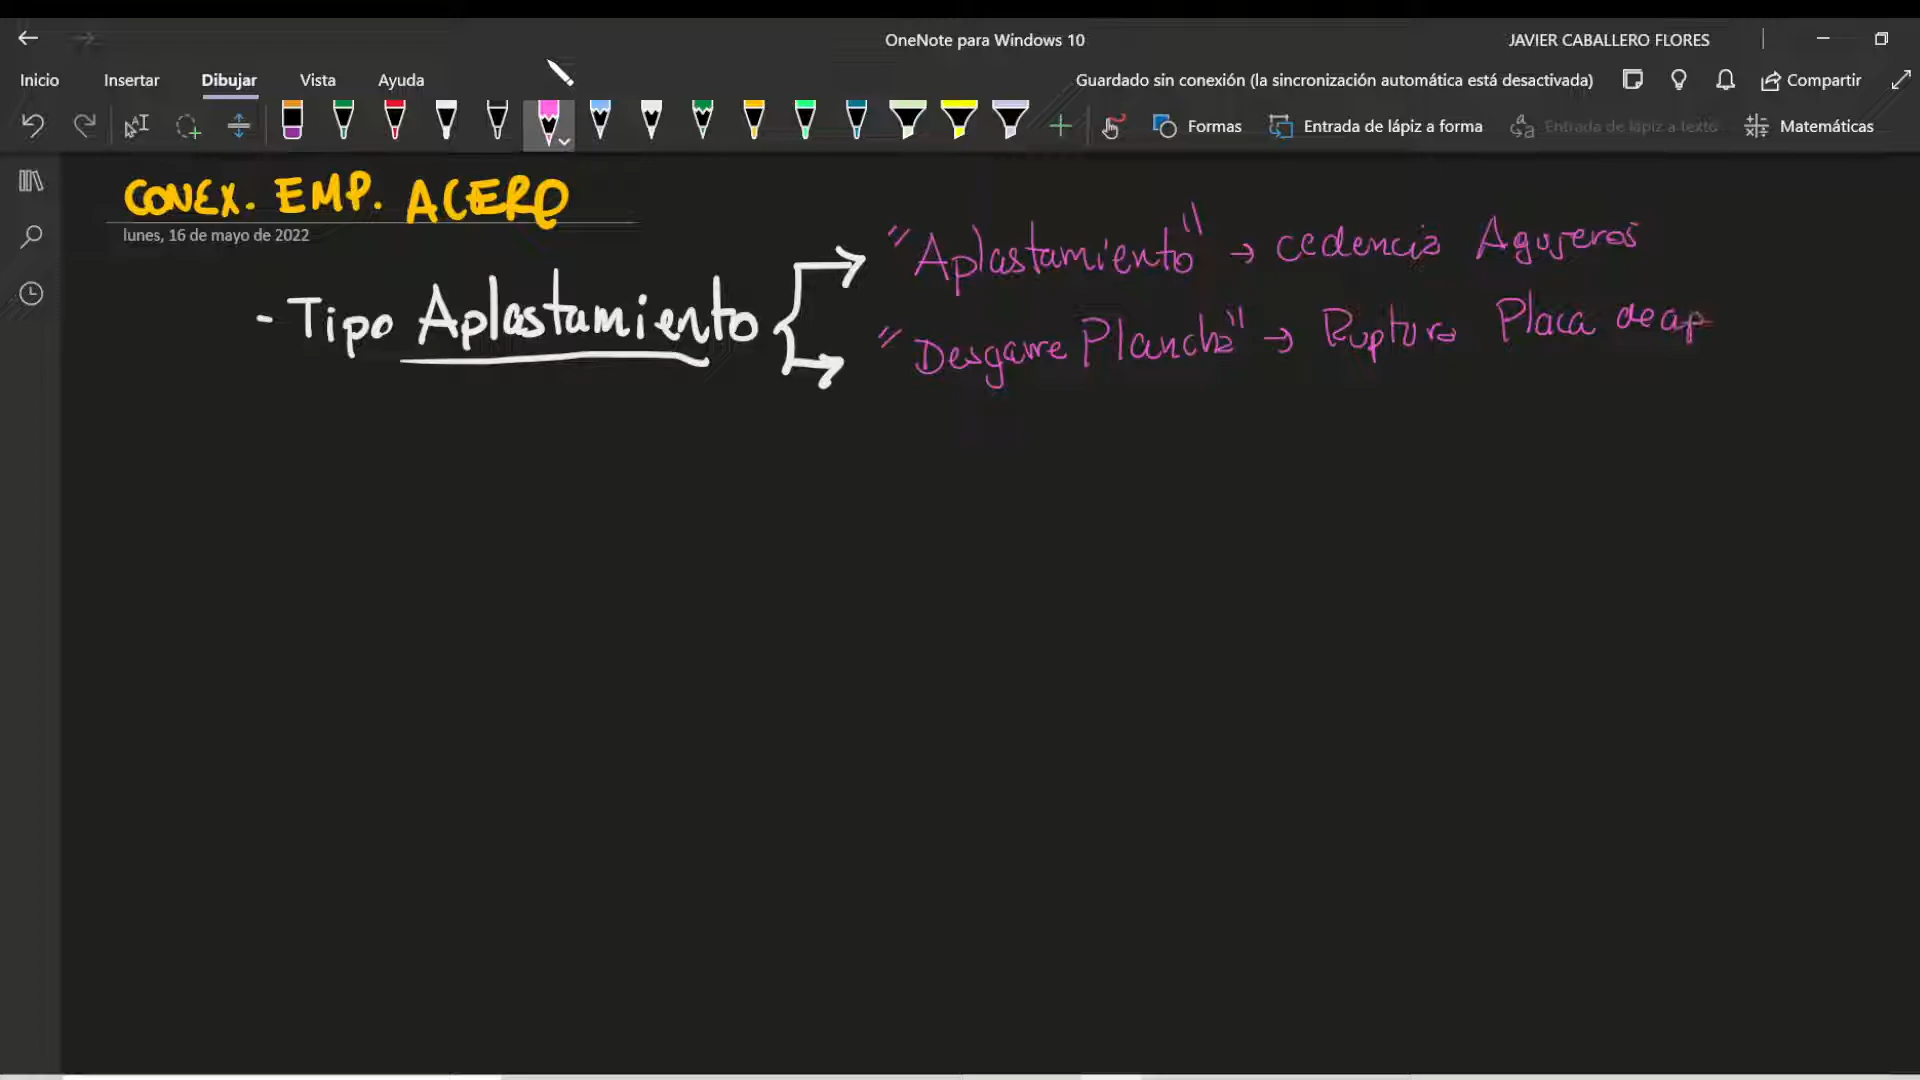 OneNote para Windows 10
JAVIER CABALLERO FLORES
Inicio Insertar Dibujar Vista Ayuda
Guardado sin conexión (la sincronización automática está desactivada) Compartir
Formas Entrada de lápiz a forma Entrada de lápiz a texto Matemáticas
CONEX. EMP. ACERO
lunes, 16 de mayo de 2022
"Aplastamiento" → cedencia Agujeros
- Tipo Aplastamiento
"Desgarre Plancha" → Ruptura Placa de ap